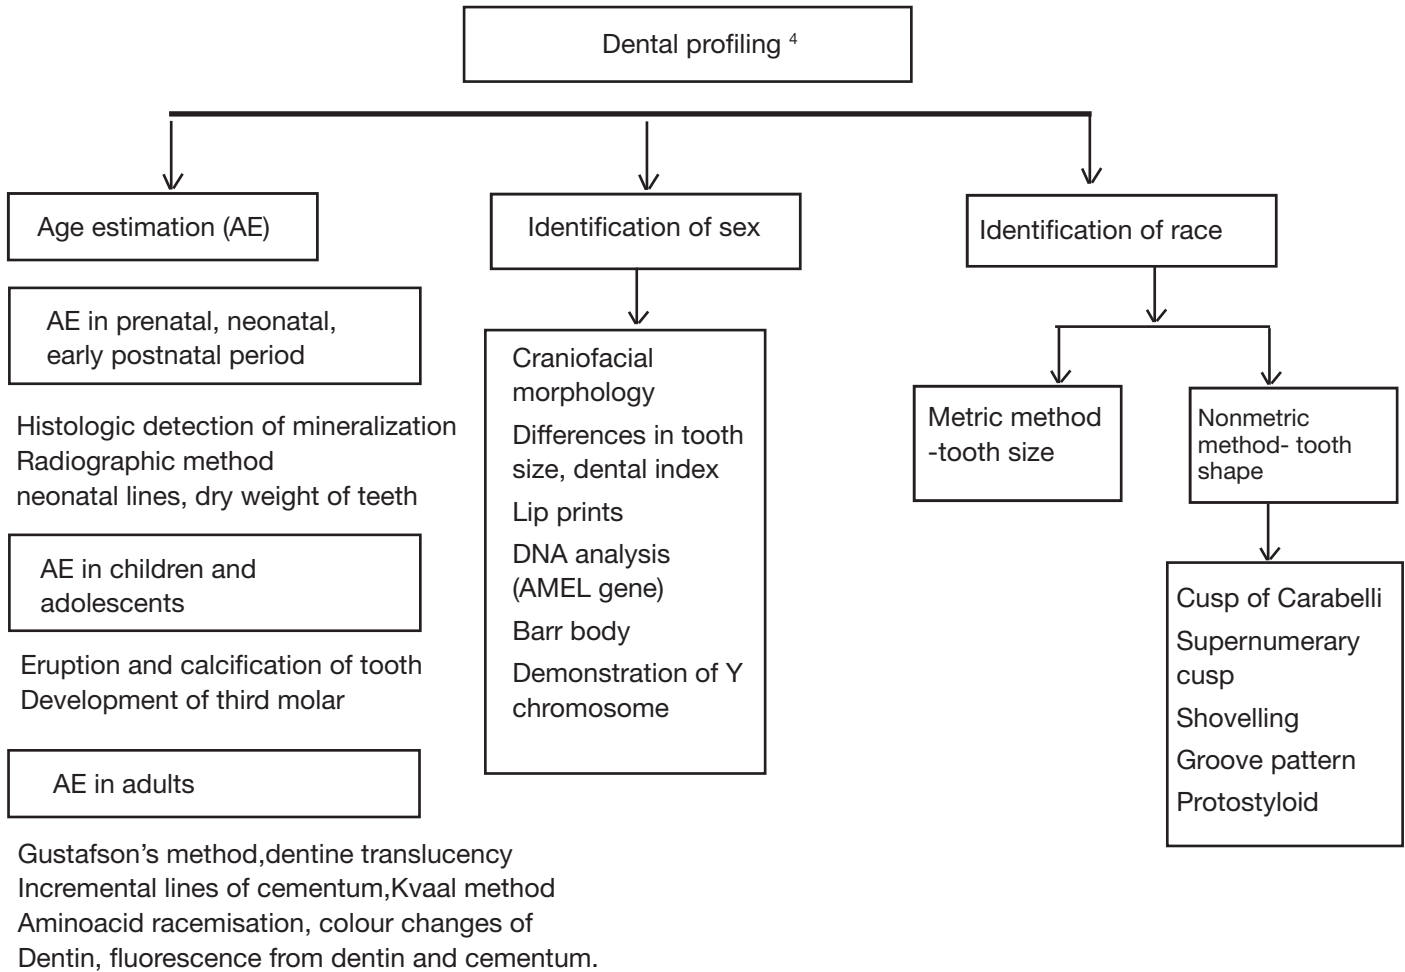 Dental profiling 4
Age estimation (AE)
AE in prenatal, neonatal,
early postnatal period
Histologic detection of mineralization
Radiographic method
neonatal lines, dry weight of teeth
AE in children and
adolescents
Eruption and calcification of tooth
Development of third molar
AE in adults
Gustafson’s method,dentine translucency
Incremental lines of cementum,Kvaal method
Aminoacid racemisation, colour changes of
Dentin, fluorescence from dentin and cementum.
Identification of sex
Craniofacial
morphology
Differences in tooth
size, dental index
Lip prints
DNA analysis
(AMEL gene)
Barr body
Demonstration of Y
chromosome
Identification of race
Metric method
-tooth size
Nonmetric
method- tooth
shape
Cusp of Carabelli
Supernumerary
cusp
Shovelling
Groove pattern
Protostyloid